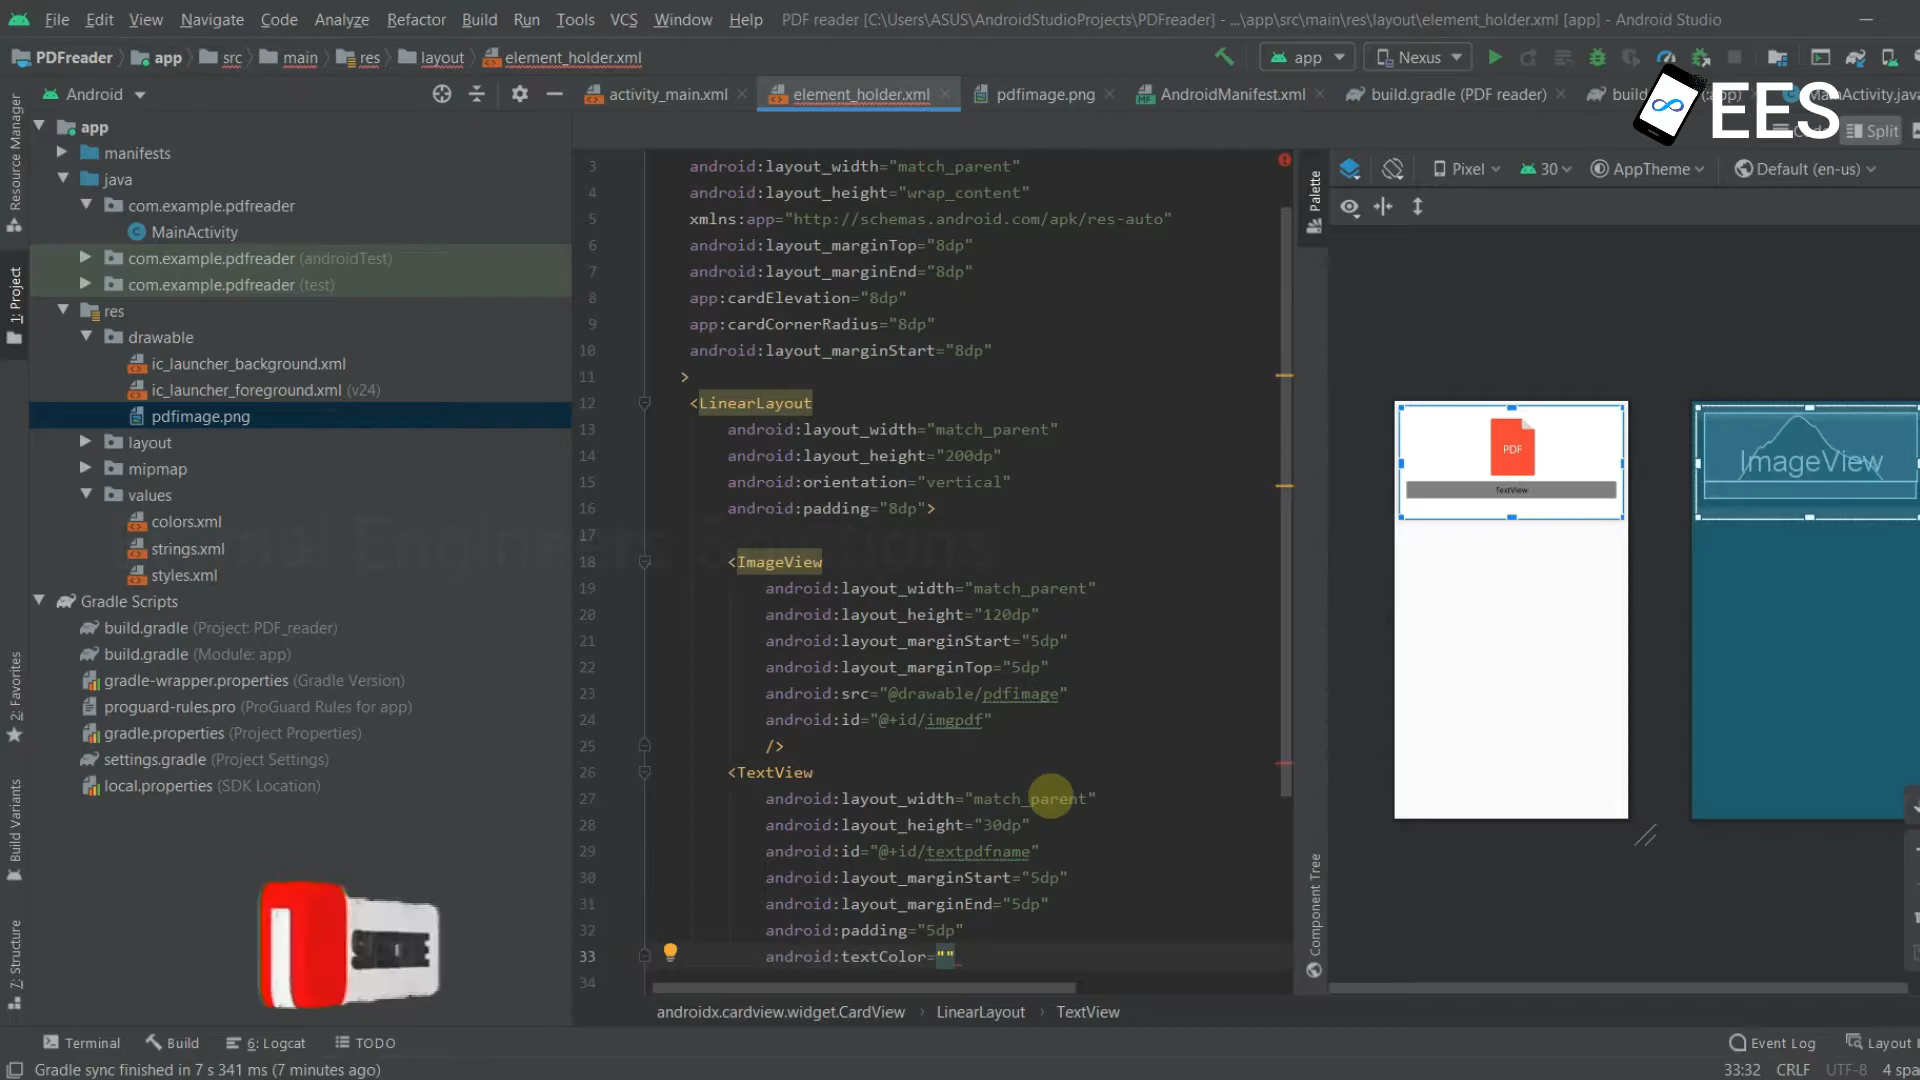 File Edit View Navigate Code Analyze Refactor Build Run Tools VCS Window Help PDF reader [C:\Users\ASUS\AndroidStudioProjects\PDFreader] - ...\app\src\main\res\layout\element_holder.xml [app] - Android Studio
PDFreader app src main res layout element_holder.xml app Nexus
Android activity_main.xml element_holder.xml pdfimage.png AndroidManifest.xml build.gradle (PDF reader)
EES
Split
Pixel 30 AppTheme Default (en-us)
Resource Manager
1: Project
2: Favorites
Build Variants
7: Structure
app
manifests
java
com.example.pdfreader
MainActivity
com.example.pdfreader (androidTest)
com.example.pdfreader (test)
res
drawable
ic_launcher_background.xml
ic_launcher_foreground.xml (v24)
pdfimage.png
layout
mipmap
values
colors.xml
strings.xml
styles.xml
Gradle Scripts
build.gradle (Project: PDF_reader)
build.gradle (Module: app)
gradle-wrapper.properties (Gradle Version)
proguard-rules.pro (ProGuard Rules for app)
gradle.properties (Project Properties)
settings.gradle (Project Settings)
local.properties (SDK Location)
3 android:layout_width="match_parent"
4 android:layout_height="wrap_content"
5 xmlns:app="http://schemas.android.com/apk/res-auto"
6 android:layout_marginTop="8dp"
7 android:layout_marginEnd="8dp"
8 app:cardElevation="8dp"
9 app:cardCornerRadius="8dp"
10 android:layout_marginStart="8dp"
11 >
12 <LinearLayout
13 android:layout_width="match_parent"
14 android:layout_height="200dp"
15 android:orientation="vertical"
16 android:padding="8dp">
17
18 <ImageView
19 android:layout_width="match_parent"
20 android:layout_height="120dp"
21 android:layout_marginStart="5dp"
22 android:layout_marginTop="5dp"
23 android:src="@drawable/pdfimage"
24 android:id="@+id/imgpdf"
25 />
26 <TextView
27 android:layout_width="match_parent"
28 android:layout_height="30dp"
29 android:id="@+id/textpdfname"
30 android:layout_marginStart="5dp"
31 android:layout_marginEnd="5dp"
32 android:padding="5dp"
33 android:textColor=""
34
Palette
Component Tree
PDF
TextView
ImageView
androidx.cardview.widget.CardView LinearLayout TextView
Terminal Build 6: Logcat TODO Event Log Layout
Gradle sync finished in 7 s 341 ms (7 minutes ago) 33:32 CRLF UTF-8 4 spa